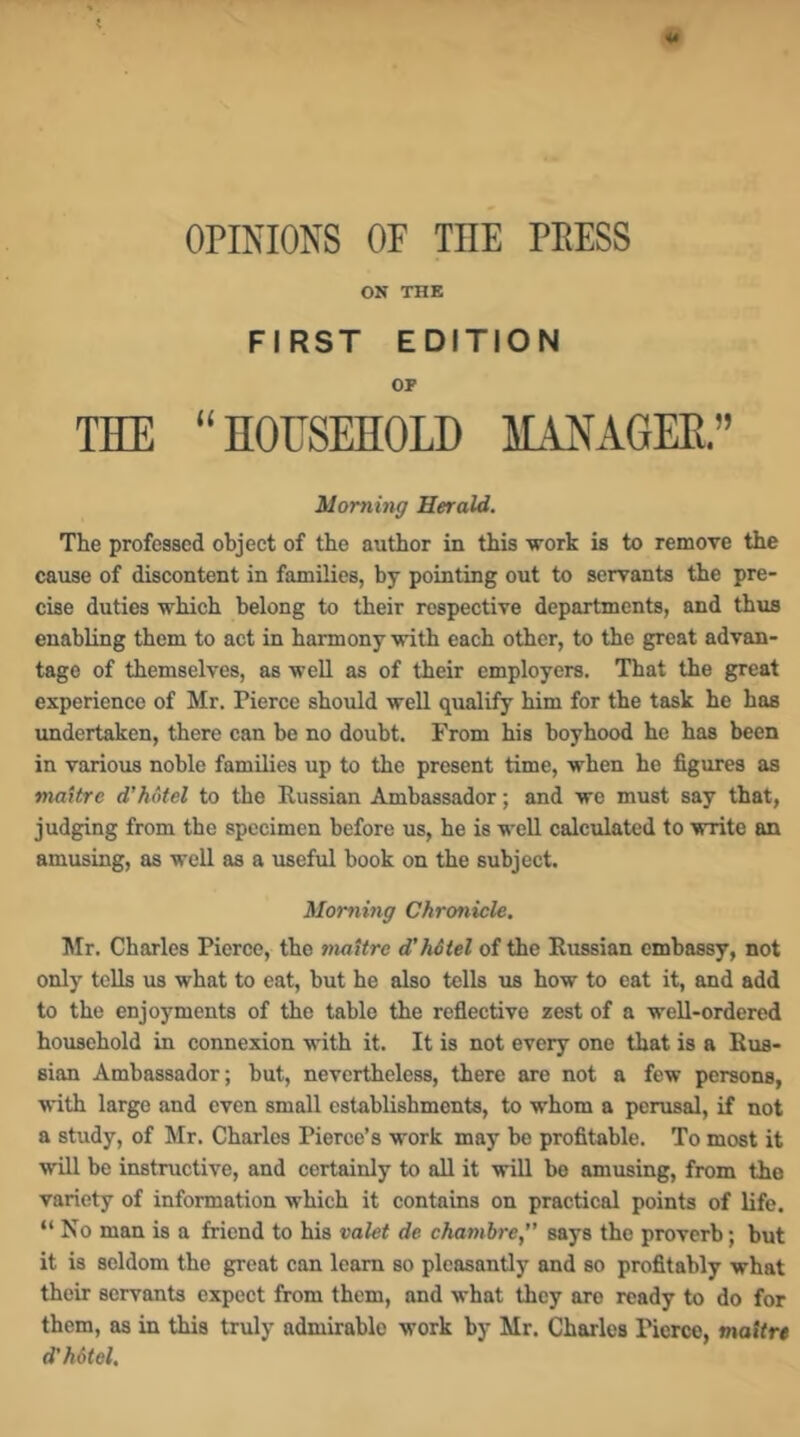 OPINIONS OF THE PRESS
ON THE
FIRST EDITION
OF
THE “HOUSEHOLD MANAGER.”
Morning Herald.
The professed object of the author in this work is to remove the
cause of discontent in families, by pointing out to servants the pre-
cise duties which belong to their respective departments, and thus
enabling them to act in harmony with each other, to the great advan-
tage of themselves, as well as of their employers. That the great
experience of Mr. Pierce should well qualify him for the task he has
undertaken, there can be no doubt. From his boyhood he has been
in various noble families up to the present time, when he figures as
maître d'hôtel to the Russian Ambassador; and we must say that,
judging from the specimen before us, he is well calculated to write an
amusing, as well as a useful book on the subject.
Morning Chronicle.
Mr. Charles Pierce, the maître d'hôtel of the Russian embassy, not
only tells us what to eat, but he also tells us how to eat it, and add
to the enjoyments of the table the reflective zest of a well-ordered
household in connexion with it. It is not every one that is a Rus-
sian Ambassador; but, nevertheless, there are not a few persons,
with large and even small establishments, to whom a perusal, if not
a study, of Mr. Charles Pierce's work may be profitable. To most it
will be instructive, and certainly to all it will be amusing, from the
variety of information which it contains on practical points of life.
“No man is a friend to his valet de chambre,” says the proverb; but
it is seldom the great can learn so pleasantly and so profitably what
their servants expect from them, and what they are ready to do for
them, as in this truly admirable work by Mr. Charles Pierce, maître
d'hôtel.